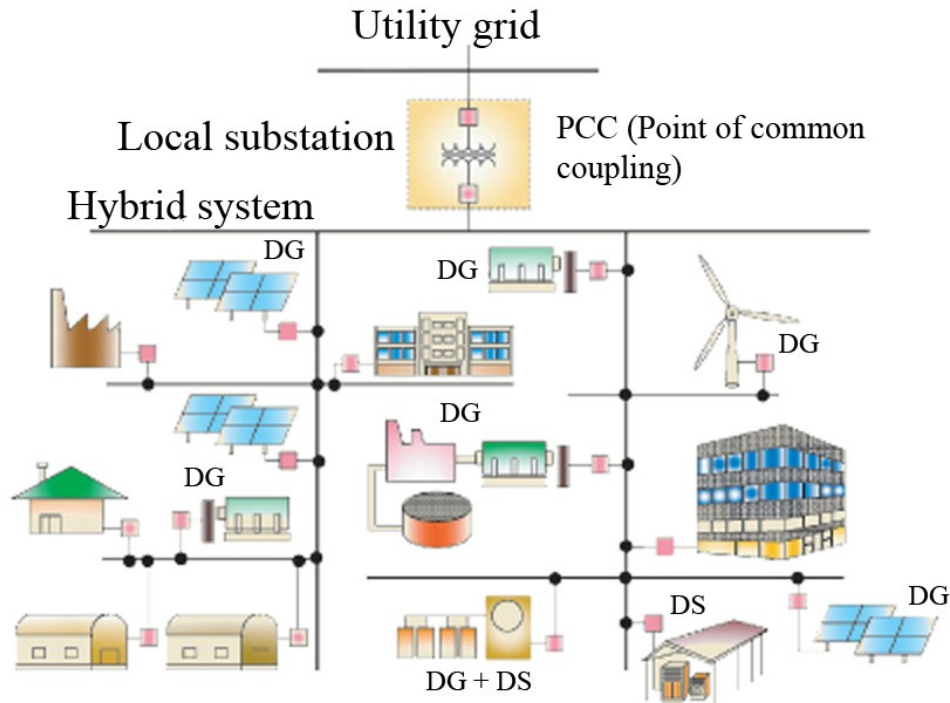 Utility grid
Local substation
PCC (Point of common
coupling)
Hybrid system
DG
DG
DG
DG
DG
DS
DG
DG + DS